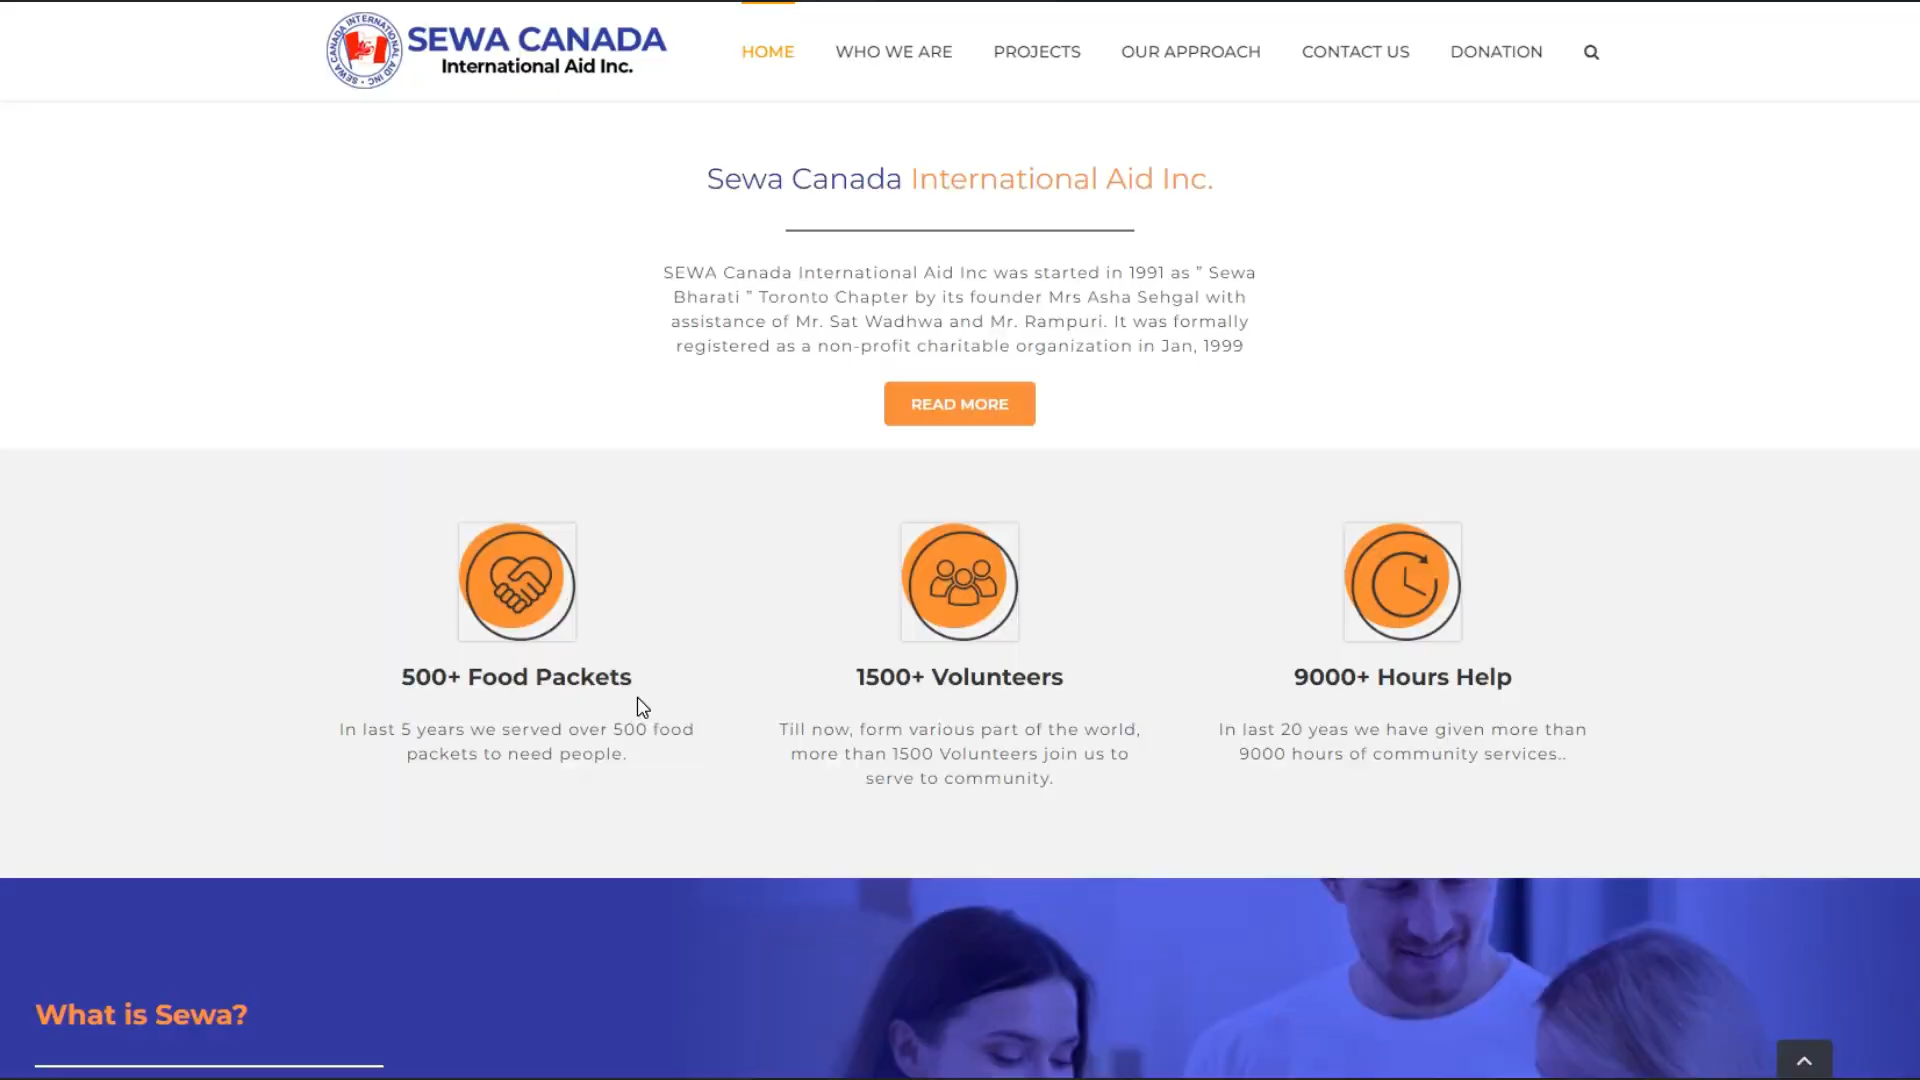 SEWA CANADA INTERNATIONAL AID INC
SEWA CANADA
International Aid Inc.
HOME
WHO WE ARE
PROJECTS
OUR APPROACH
CONTACT US
DONATION
Sewa Canada International Aid Inc.
SEWA Canada International Aid Inc was started in 1991 as ” Sewa
Bharati ” Toronto Chapter by its founder Mrs Asha Sehgal with
assistance of Mr. Sat Wadhwa and Mr. Rampuri. It was formally
registered as a non-profit charitable organization in Jan, 1999
READ MORE
500+ Food Packets
In last 5 years we served over 500 food
packets to need people.
1500+ Volunteers
Till now, form various part of the world,
more than 1500 Volunteers join us to
serve to community.
9000+ Hours Help
In last 20 yeas we have given more than
9000 hours of community services..
What is Sewa?